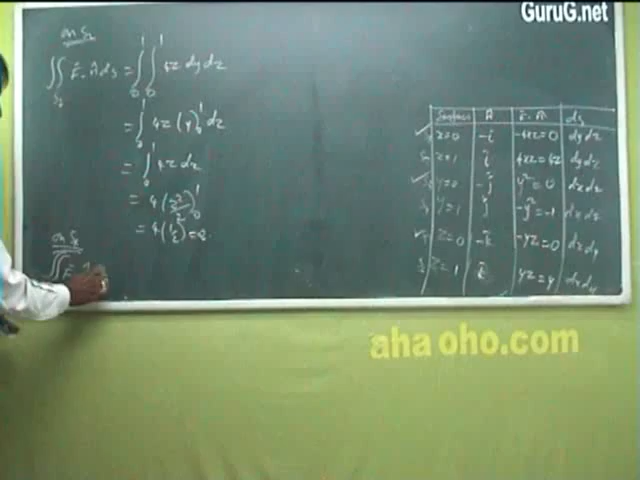 GuruG.net
on S2
∬ F̄ · n̂ ds = ∫₀¹ ∫₀¹ 4z dy dz
S2
= ∫₀¹ 4z (y)₀¹ dz
= ∫₀¹ 4z dz
= 4 (z²/2)₀¹
= 4 (1/2) = 2
on S4
∬ F̄
Surface n̂ F̄ · n̂ ds
x=0 -i -4xz=0 dy dz
x=1 i 4xz=4z dy dz
y=0 -j y²=0 dx dz
y=1 j -y²=-1 dx dz
z=0 -k -yz=0 dx dy
z=1 yz=y dx dy
aha oho.com